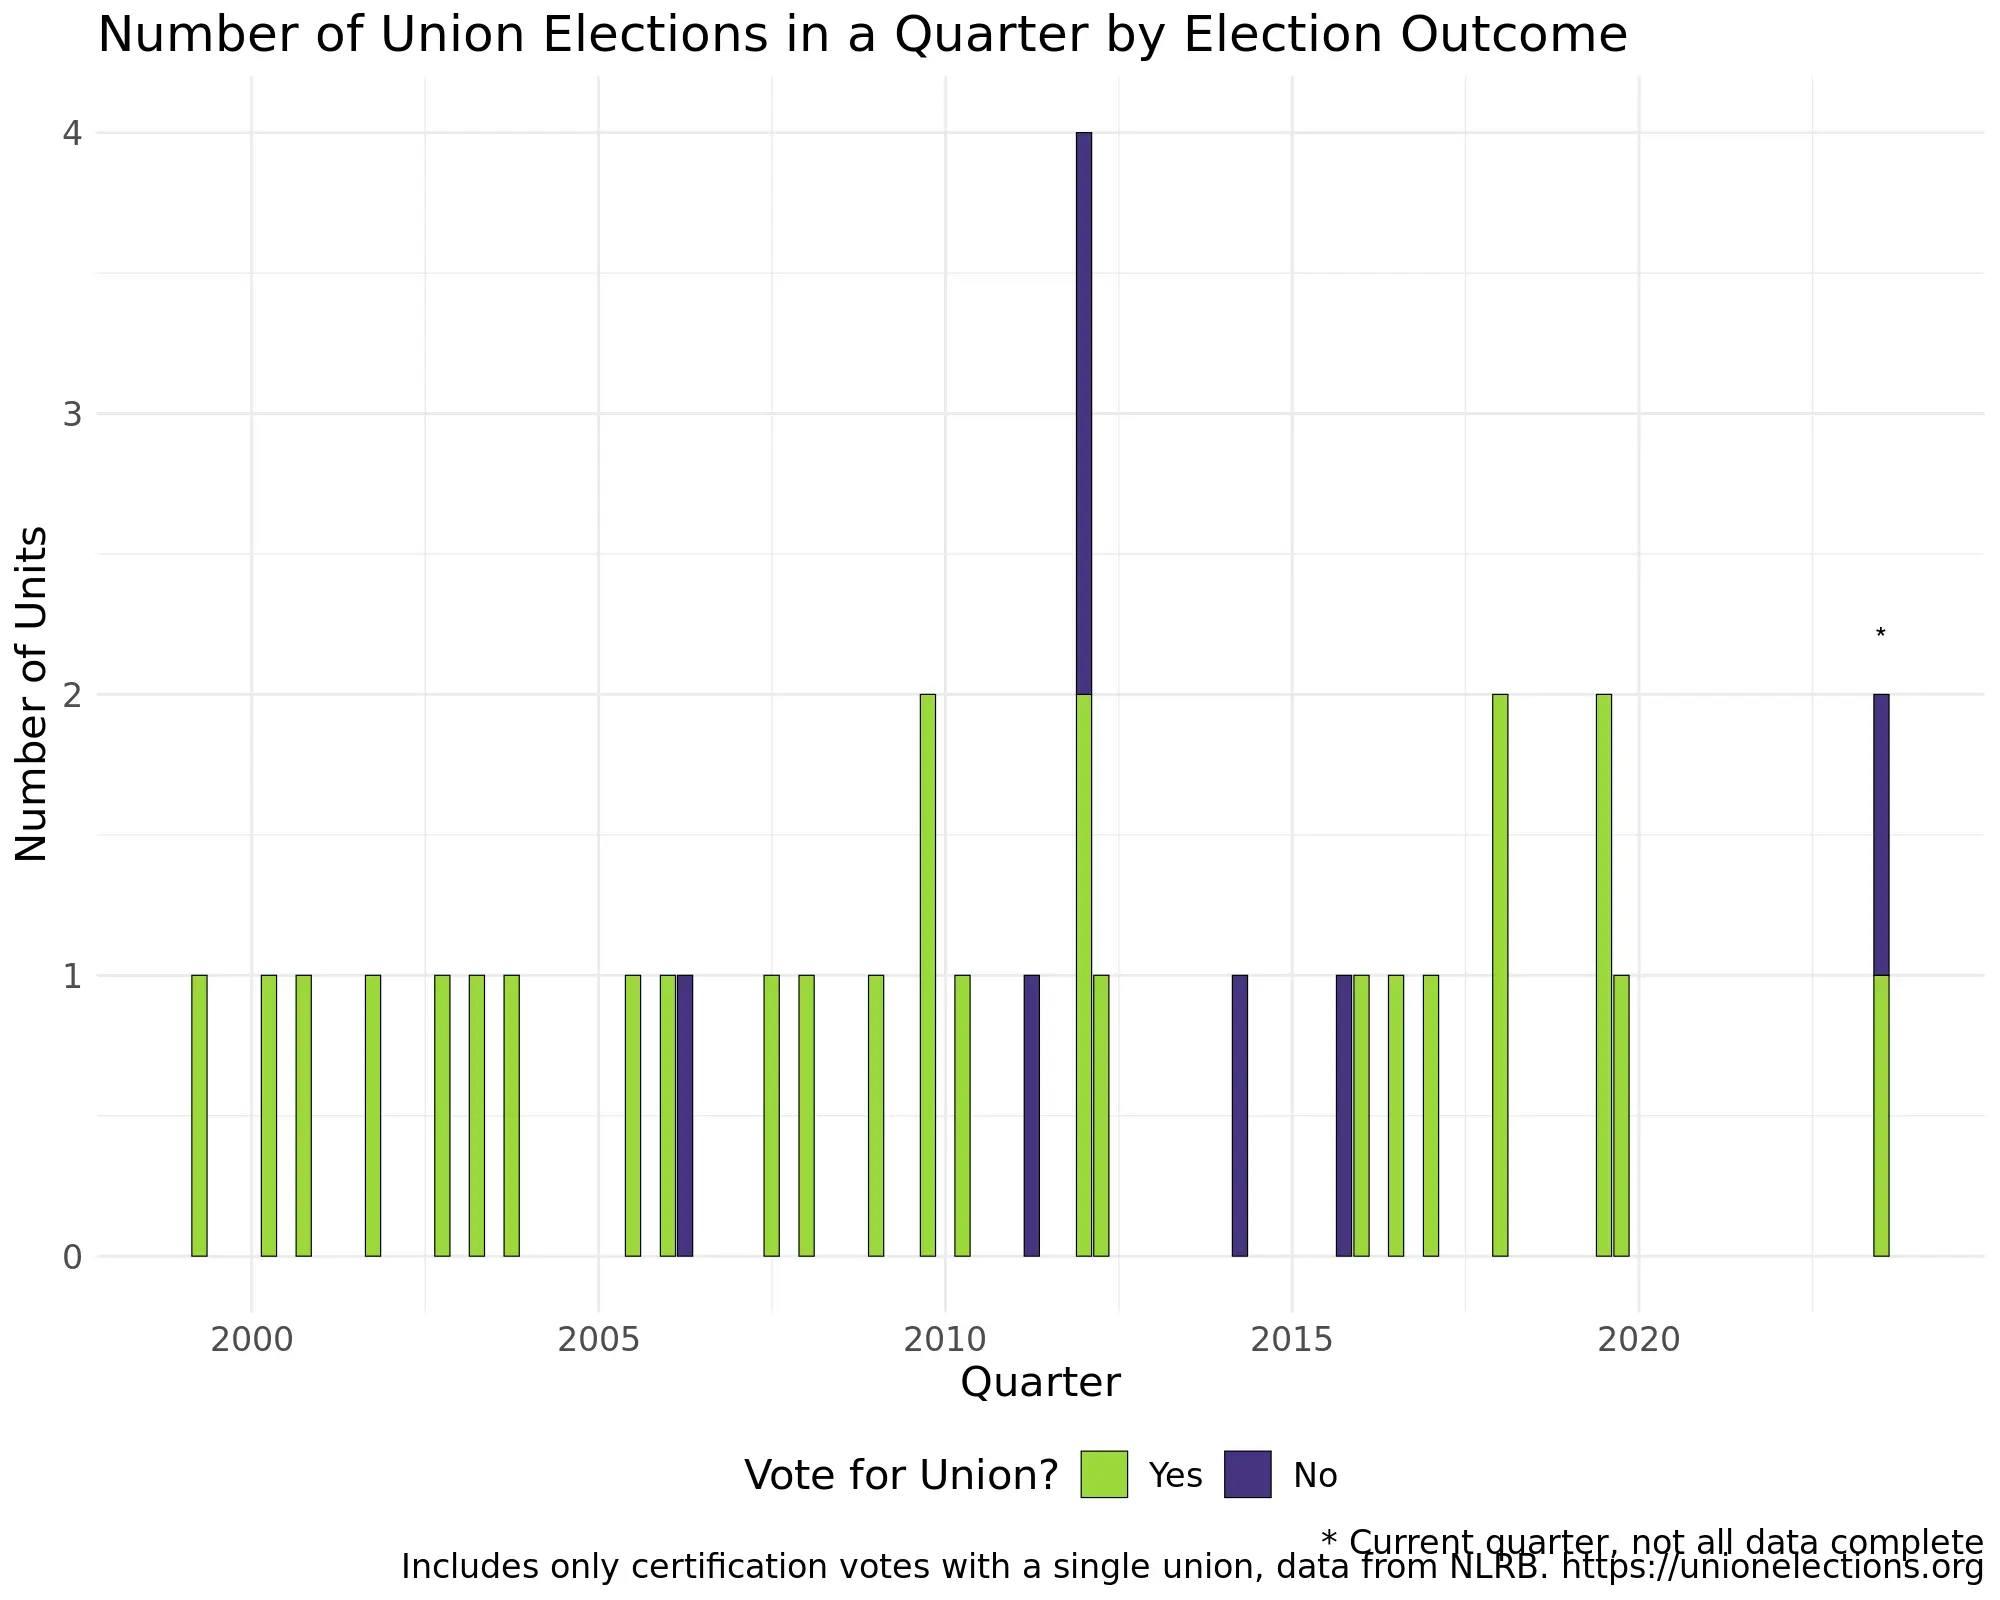 Number of Union Elections in a Quarter by Election Outcome
4
3
2
1
0
Number of Units
*
2000 2005 2010 2015 2020
Quarter
Vote for Union? Yes No
* Current quarter, not all data complete
Includes only certification votes with a single union, data from NLRB. https://unionelections.org